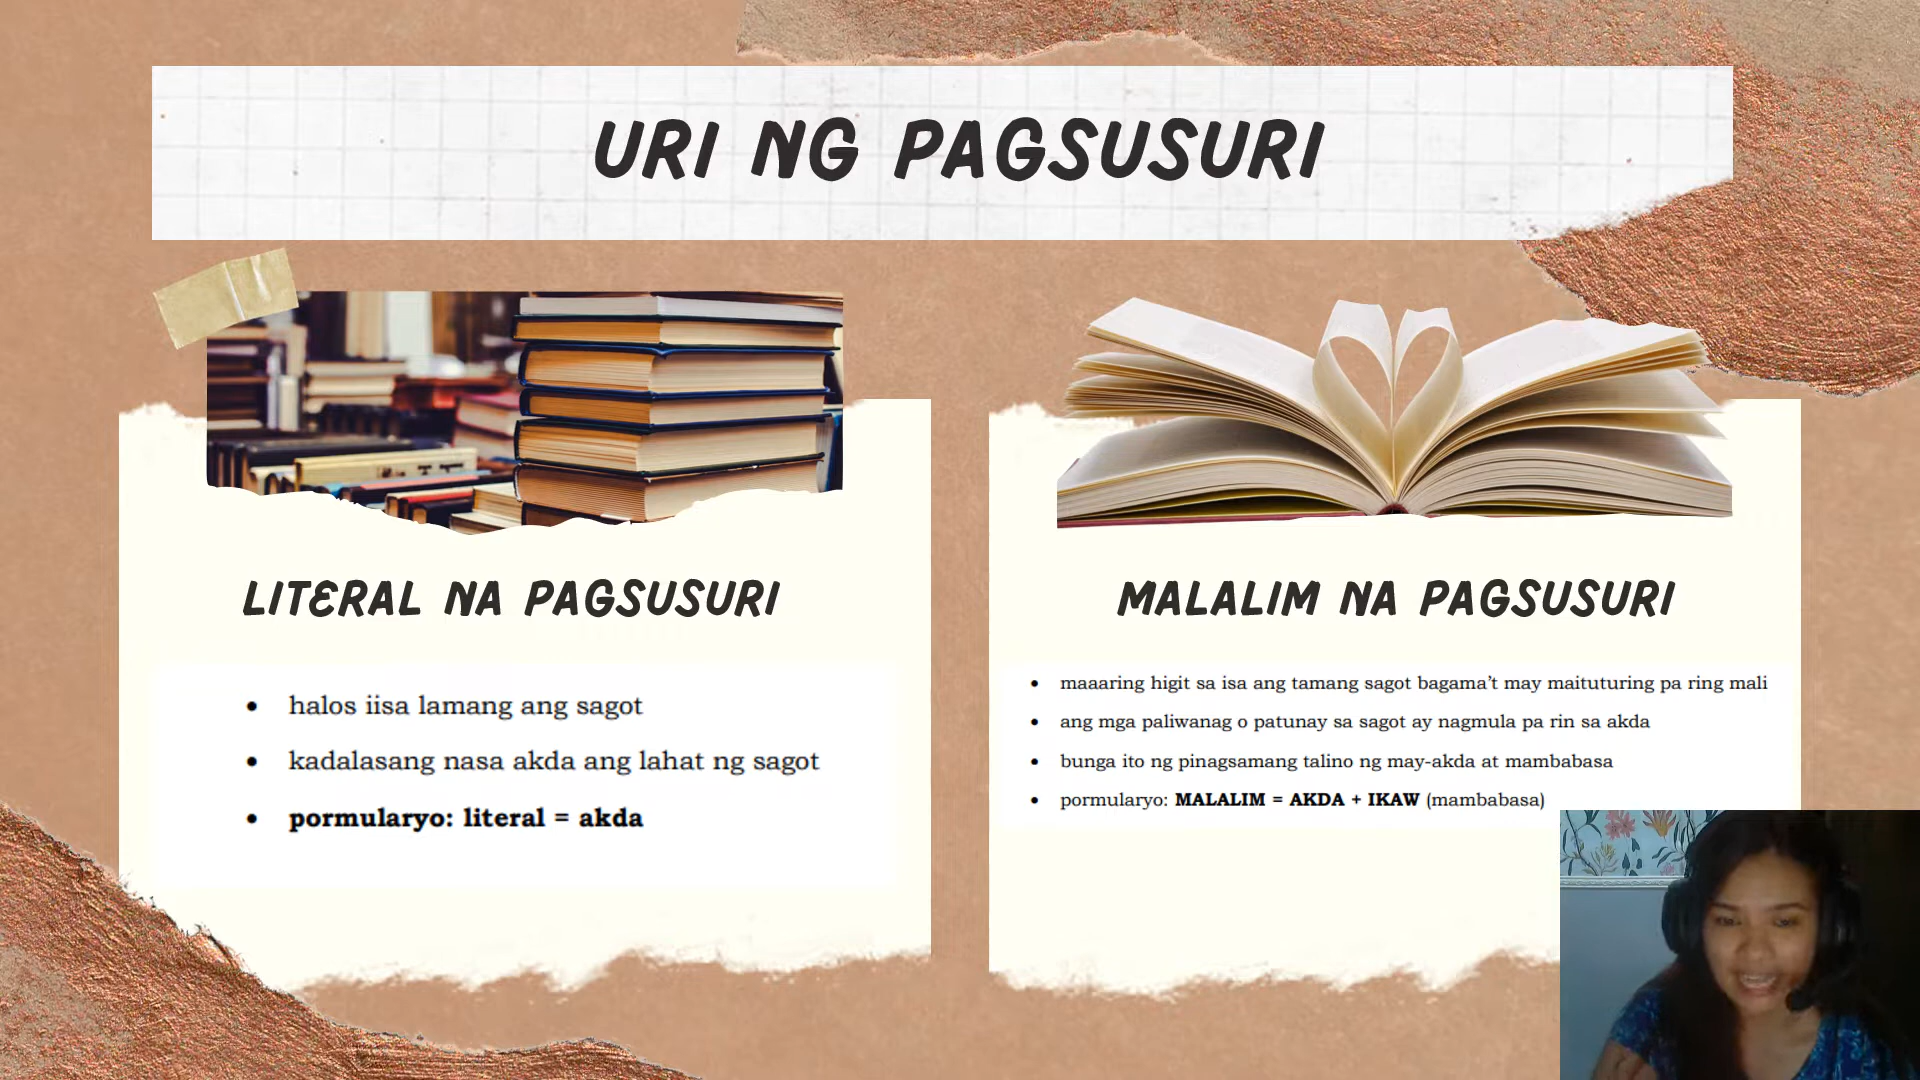 URI NG PAGSUSURI
LITERAL NA PAGSUSURI
• halos iisa lamang ang sagot
• kadalasang nasa akda ang lahat ng sagot
• pormularyo: literal = akda
MALALIM NA PAGSUSURI
• maaaring higit sa isa ang tamang sagot bagama’t may maituturing pa ring mali
• ang mga paliwanag o patunay sa sagot ay nagmula pa rin sa akda
• bunga ito ng pinagsamang talino ng may-akda at mambabasa
• pormularyo: MALALIM = AKDA + IKAW (mambabasa)